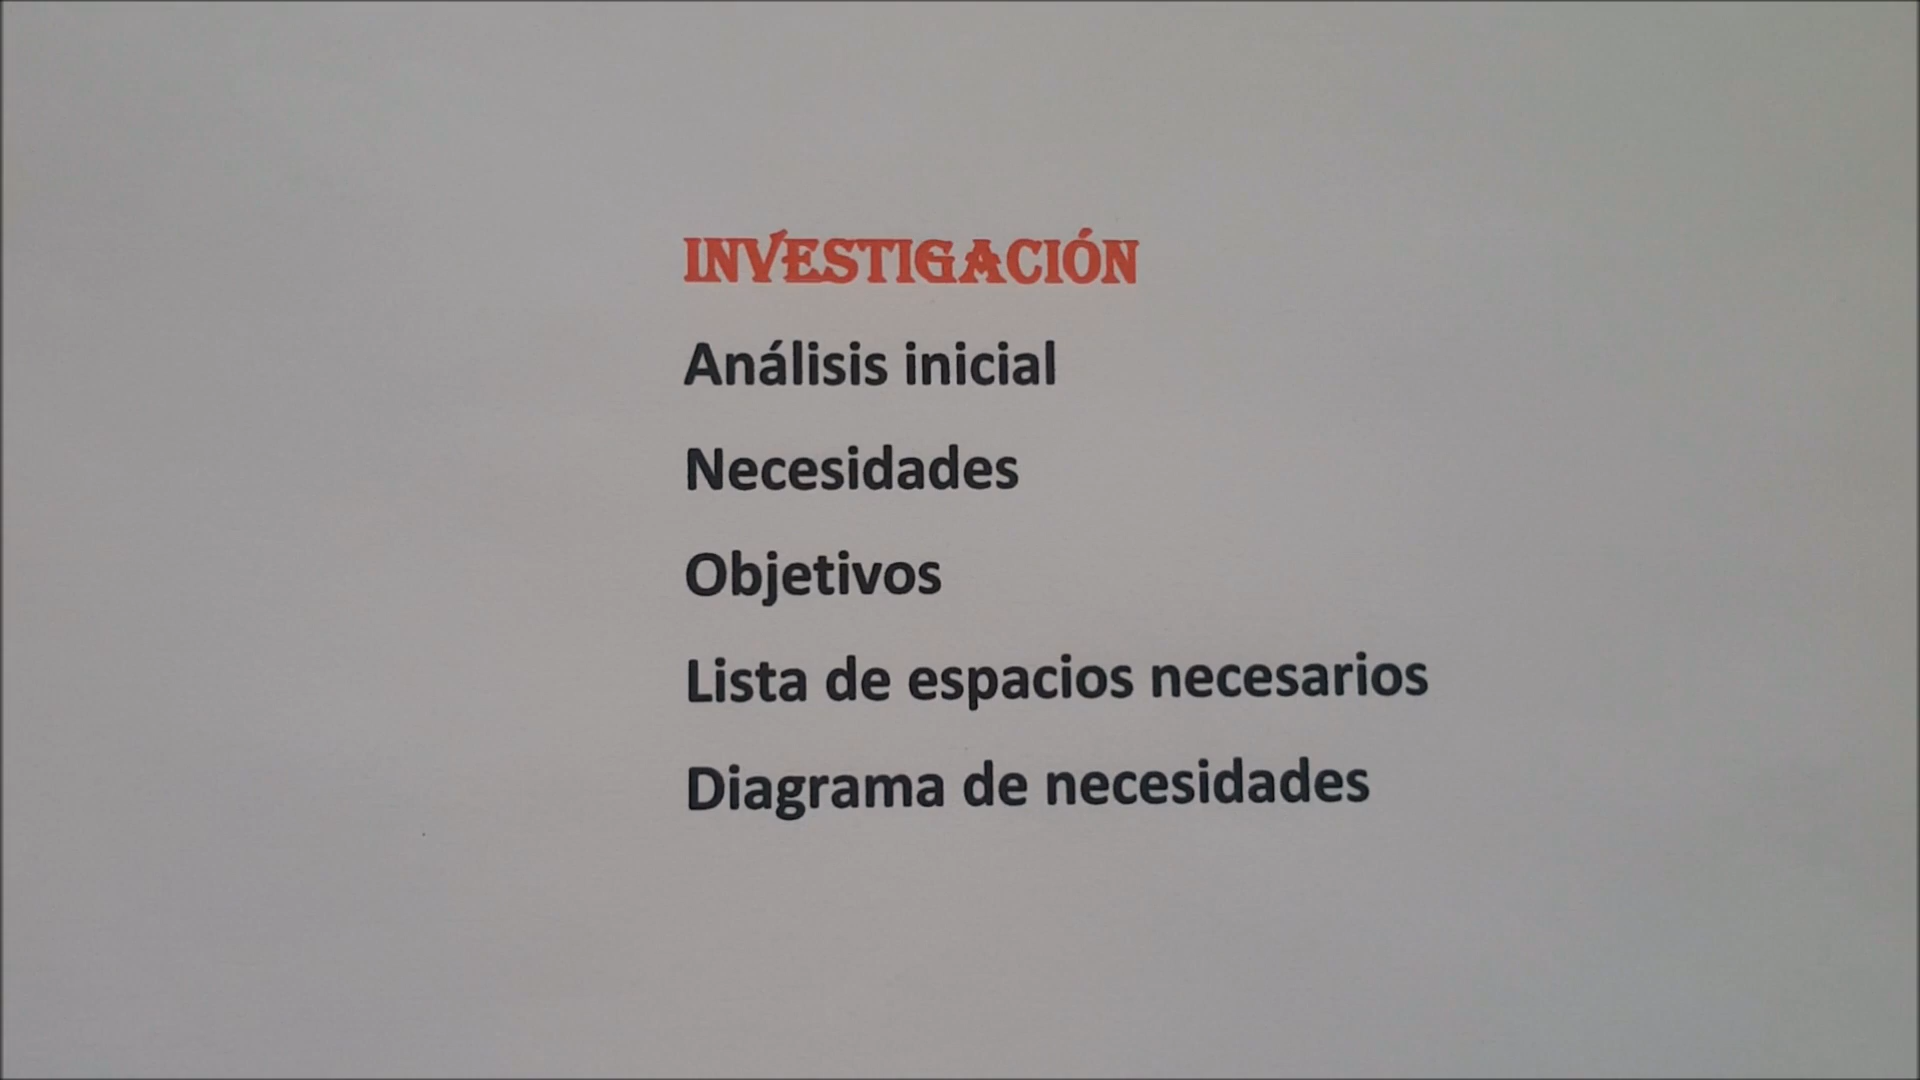 INVESTIGACIÓN
Análisis inicial
Necesidades
Objetivos
Lista de espacios necesarios
Diagrama de necesidades